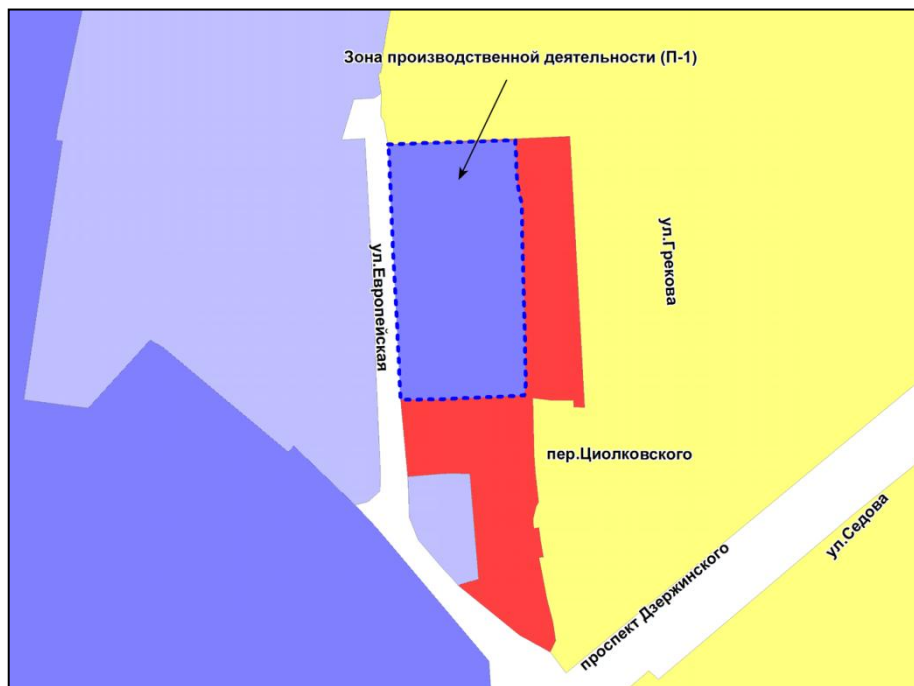 Зона производственной деятельности (П-1)
ул.Грекова
ул.Европейская
пер.Циолковского
ул.Седова
проспект Дзержинского